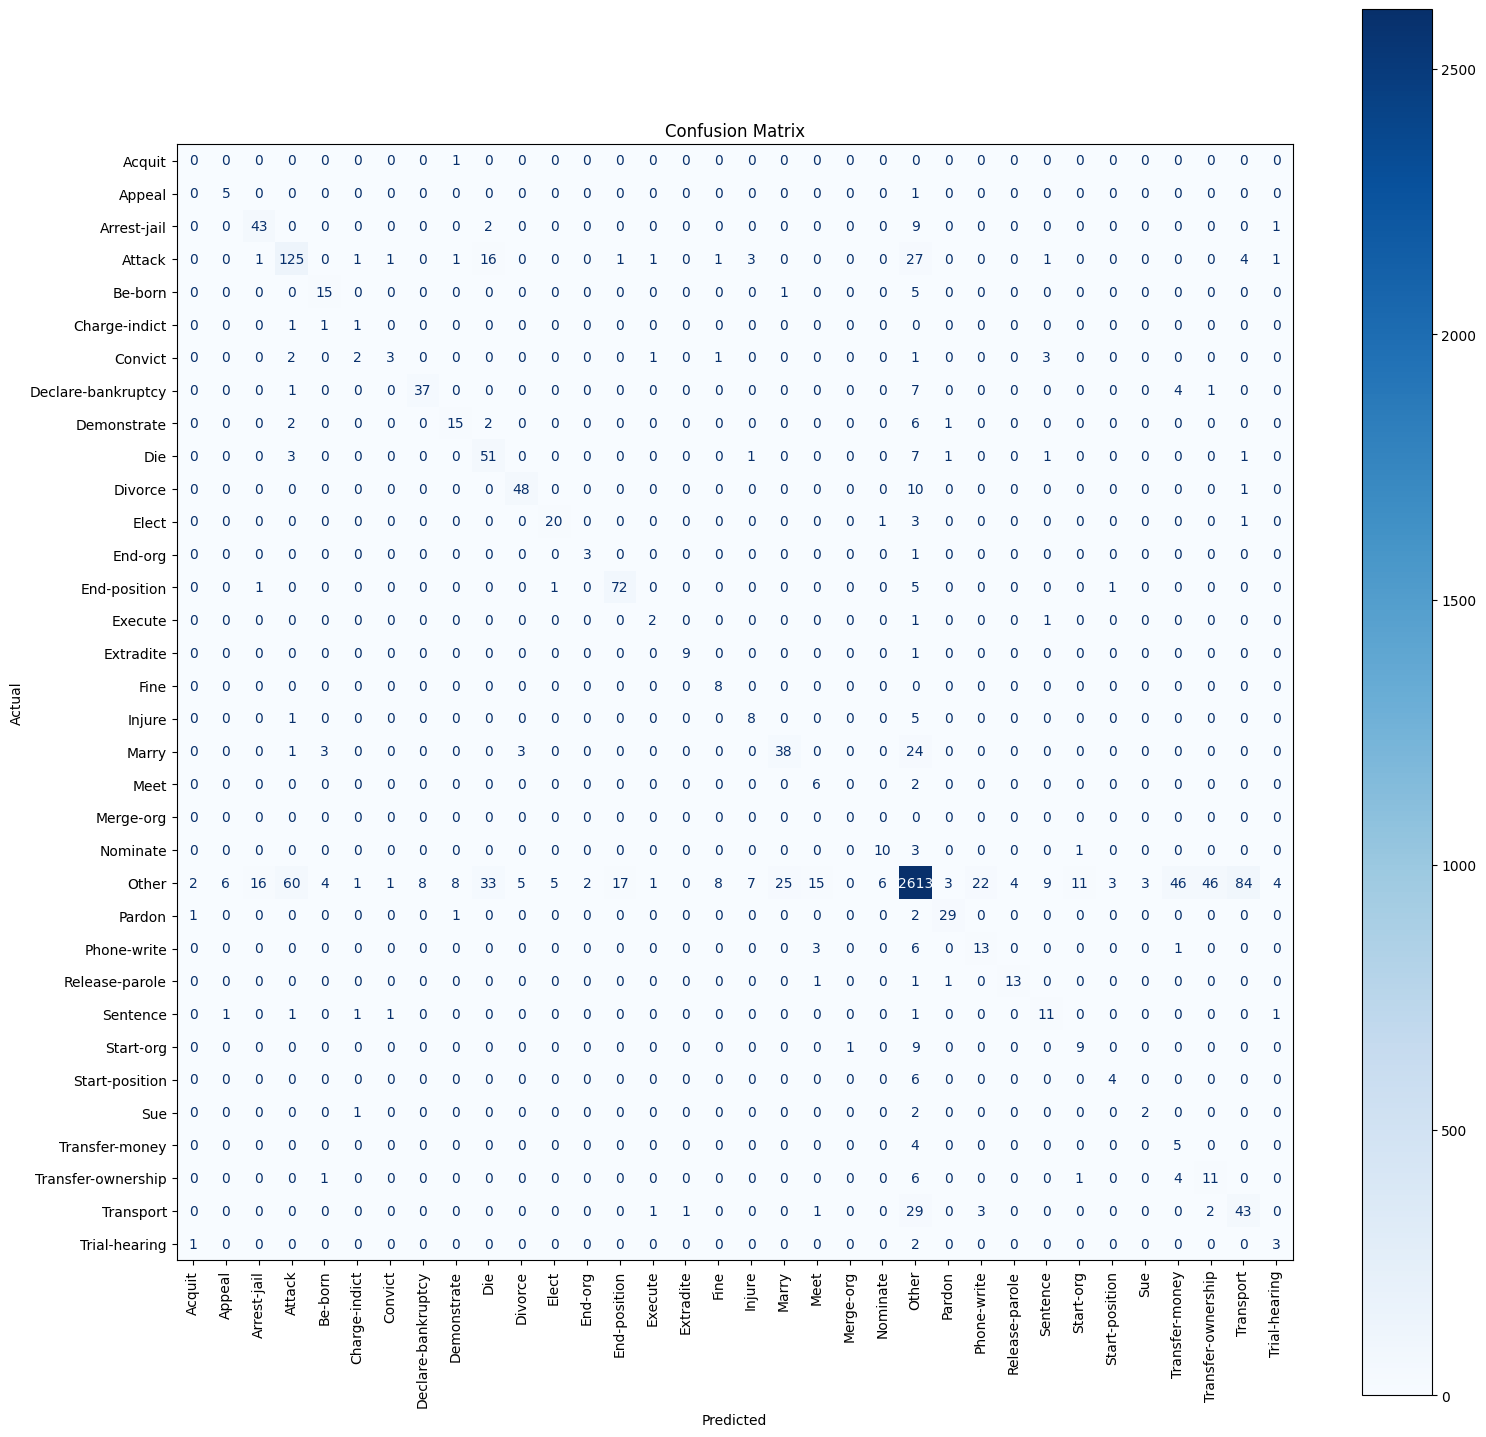 Confusion Matrix
Actual
Acquit 0 0 0 0 0 0 0 0 1 0 0 0 0 0 0 0 0 0 0 0 0 0 0 0 0 0 0 0 0 0 0 0 0 0
Appeal 0 5 0 0 0 0 0 0 0 0 0 0 0 0 0 0 0 0 0 0 0 0 1 0 0 0 0 0 0 0 0 0 0 0
Arrest-jail 0 0 43 0 0 0 0 0 0 2 0 0 0 0 0 0 0 0 0 0 0 0 9 0 0 0 0 0 0 0 0 0 0 1
Attack 0 0 1 125 0 1 1 0 1 16 0 0 0 1 1 0 1 3 0 0 0 0 27 0 0 0 1 0 0 0 0 0 4 1
Be-born 0 0 0 0 15 0 0 0 0 0 0 0 0 0 0 0 0 0 1 0 0 0 5 0 0 0 0 0 0 0 0 0 0 0
Charge-indict 0 0 0 1 1 1 0 0 0 0 0 0 0 0 0 0 0 0 0 0 0 0 0 0 0 0 0 0 0 0 0 0 0 0
Convict 0 0 0 2 0 2 3 0 0 0 0 0 0 0 1 0 1 0 0 0 0 0 1 0 0 0 3 0 0 0 0 0 0 0
Declare-bankruptcy 0 0 0 1 0 0 0 37 0 0 0 0 0 0 0 0 0 0 0 0 0 0 7 0 0 0 0 0 0 0 4 1 0 0
Demonstrate 0 0 0 2 0 0 0 0 15 2 0 0 0 0 0 0 0 0 0 0 0 0 6 1 0 0 0 0 0 0 0 0 0 0
Die 0 0 0 3 0 0 0 0 0 51 0 0 0 0 0 0 0 1 0 0 0 0 7 1 0 0 1 0 0 0 0 0 1 0
Divorce 0 0 0 0 0 0 0 0 0 0 48 0 0 0 0 0 0 0 0 0 0 0 10 0 0 0 0 0 0 0 0 0 1 0
Elect 0 0 0 0 0 0 0 0 0 0 0 20 0 0 0 0 0 0 0 0 0 1 3 0 0 0 0 0 0 0 0 0 1 0
End-org 0 0 0 0 0 0 0 0 0 0 0 0 3 0 0 0 0 0 0 0 0 0 1 0 0 0 0 0 0 0 0 0 0 0
End-position 0 0 1 0 0 0 0 0 0 0 0 1 0 72 0 0 0 0 0 0 0 0 5 0 0 0 0 0 1 0 0 0 0 0
Execute 0 0 0 0 0 0 0 0 0 0 0 0 0 0 2 0 0 0 0 0 0 0 1 0 0 0 1 0 0 0 0 0 0 0
Extradite 0 0 0 0 0 0 0 0 0 0 0 0 0 0 0 9 0 0 0 0 0 0 1 0 0 0 0 0 0 0 0 0 0 0
Fine 0 0 0 0 0 0 0 0 0 0 0 0 0 0 0 0 8 0 0 0 0 0 0 0 0 0 0 0 0 0 0 0 0 0
Injure 0 0 0 1 0 0 0 0 0 0 0 0 0 0 0 0 0 8 0 0 0 0 5 0 0 0 0 0 0 0 0 0 0 0
Marry 0 0 0 1 3 0 0 0 0 0 3 0 0 0 0 0 0 0 38 0 0 0 24 0 0 0 0 0 0 0 0 0 0 0
Meet 0 0 0 0 0 0 0 0 0 0 0 0 0 0 0 0 0 0 0 6 0 0 2 0 0 0 0 0 0 0 0 0 0 0
Merge-org 0 0 0 0 0 0 0 0 0 0 0 0 0 0 0 0 0 0 0 0 0 0 0 0 0 0 0 0 0 0 0 0 0 0
Nominate 0 0 0 0 0 0 0 0 0 0 0 0 0 0 0 0 0 0 0 0 0 10 3 0 0 0 0 1 0 0 0 0 0 0
Other 2 6 16 60 4 1 1 8 8 33 5 5 2 17 1 0 8 7 25 15 0 6 2613 3 22 4 9 11 3 3 46 46 84 4
Pardon 1 0 0 0 0 0 0 0 1 0 0 0 0 0 0 0 0 0 0 0 0 0 2 29 0 0 0 0 0 0 0 0 0 0
Phone-write 0 0 0 0 0 0 0 0 0 0 0 0 0 0 0 0 0 0 0 3 0 0 6 0 13 0 0 0 0 0 1 0 0 0
Release-parole 0 0 0 0 0 0 0 0 0 0 0 0 0 0 0 0 0 0 0 1 0 0 1 1 0 13 0 0 0 0 0 0 0 0
Sentence 0 1 0 1 0 1 1 0 0 0 0 0 0 0 0 0 0 0 0 0 0 0 1 0 0 0 11 0 0 0 0 0 0 1
Start-org 0 0 0 0 0 0 0 0 0 0 0 0 0 0 0 0 0 0 0 0 1 0 9 0 0 0 0 9 0 0 0 0 0 0
Start-position 0 0 0 0 0 0 0 0 0 0 0 0 0 0 0 0 0 0 0 0 0 0 6 0 0 0 0 0 4 0 0 0 0 0
Sue 0 0 0 0 0 1 0 0 0 0 0 0 0 0 0 0 0 0 0 0 0 0 2 0 0 0 0 0 0 2 0 0 0 0
Transfer-money 0 0 0 0 0 0 0 0 0 0 0 0 0 0 0 0 0 0 0 0 0 0 4 0 0 0 0 0 0 0 5 0 0 0
Transfer-ownership 0 0 0 0 1 0 0 0 0 0 0 0 0 0 0 0 0 0 0 0 0 0 6 0 0 0 0 1 0 0 4 11 0 0
Transport 0 0 0 0 0 0 0 0 0 0 0 0 0 0 1 1 0 0 0 1 0 0 29 0 3 0 0 0 0 0 0 2 43 0
Trial-hearing 1 0 0 0 0 0 0 0 0 0 0 0 0 0 0 0 0 0 0 0 0 0 2 0 0 0 0 0 0 0 0 0 0 3
Acquit Appeal Arrest-jail Attack Be-born Charge-indict Convict Declare-bankruptcy Demonstrate Die Divorce Elect End-org End-position Execute Extradite Fine Injure Marry Meet Merge-org Nominate Other Pardon Phone-write Release-parole Sentence Start-org Start-position Sue Transfer-money Transfer-ownership Transport Trial-hearing
Predicted
2500
2000
1500
1000
500
0